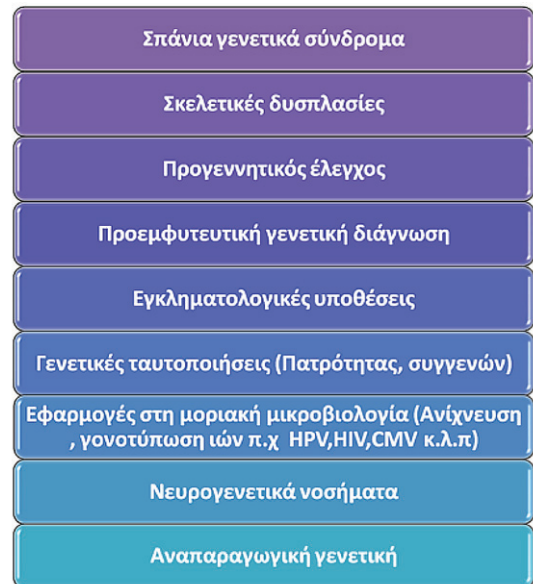 Σπάνια γενετικά σύνδρομα
Σκελετικές δυσπλασίες
Προγεννητικός έλεγχος
Προεμφυτευτική γενετική διάγνωση
Εγκληματολογικές υποθέσεις
Γενετικές ταυτοποιήσεις (Πατρότητας, συγγενών)
Εφαρμογές στη μοριακή μικροβιολογία (Ανίχνευση
, γονοτύπωση ιών π.χ HPV,HIV,CMV κ.λ.π)
Νευρογενετικά νοσήματα
Αναπαραγωγική γενετική